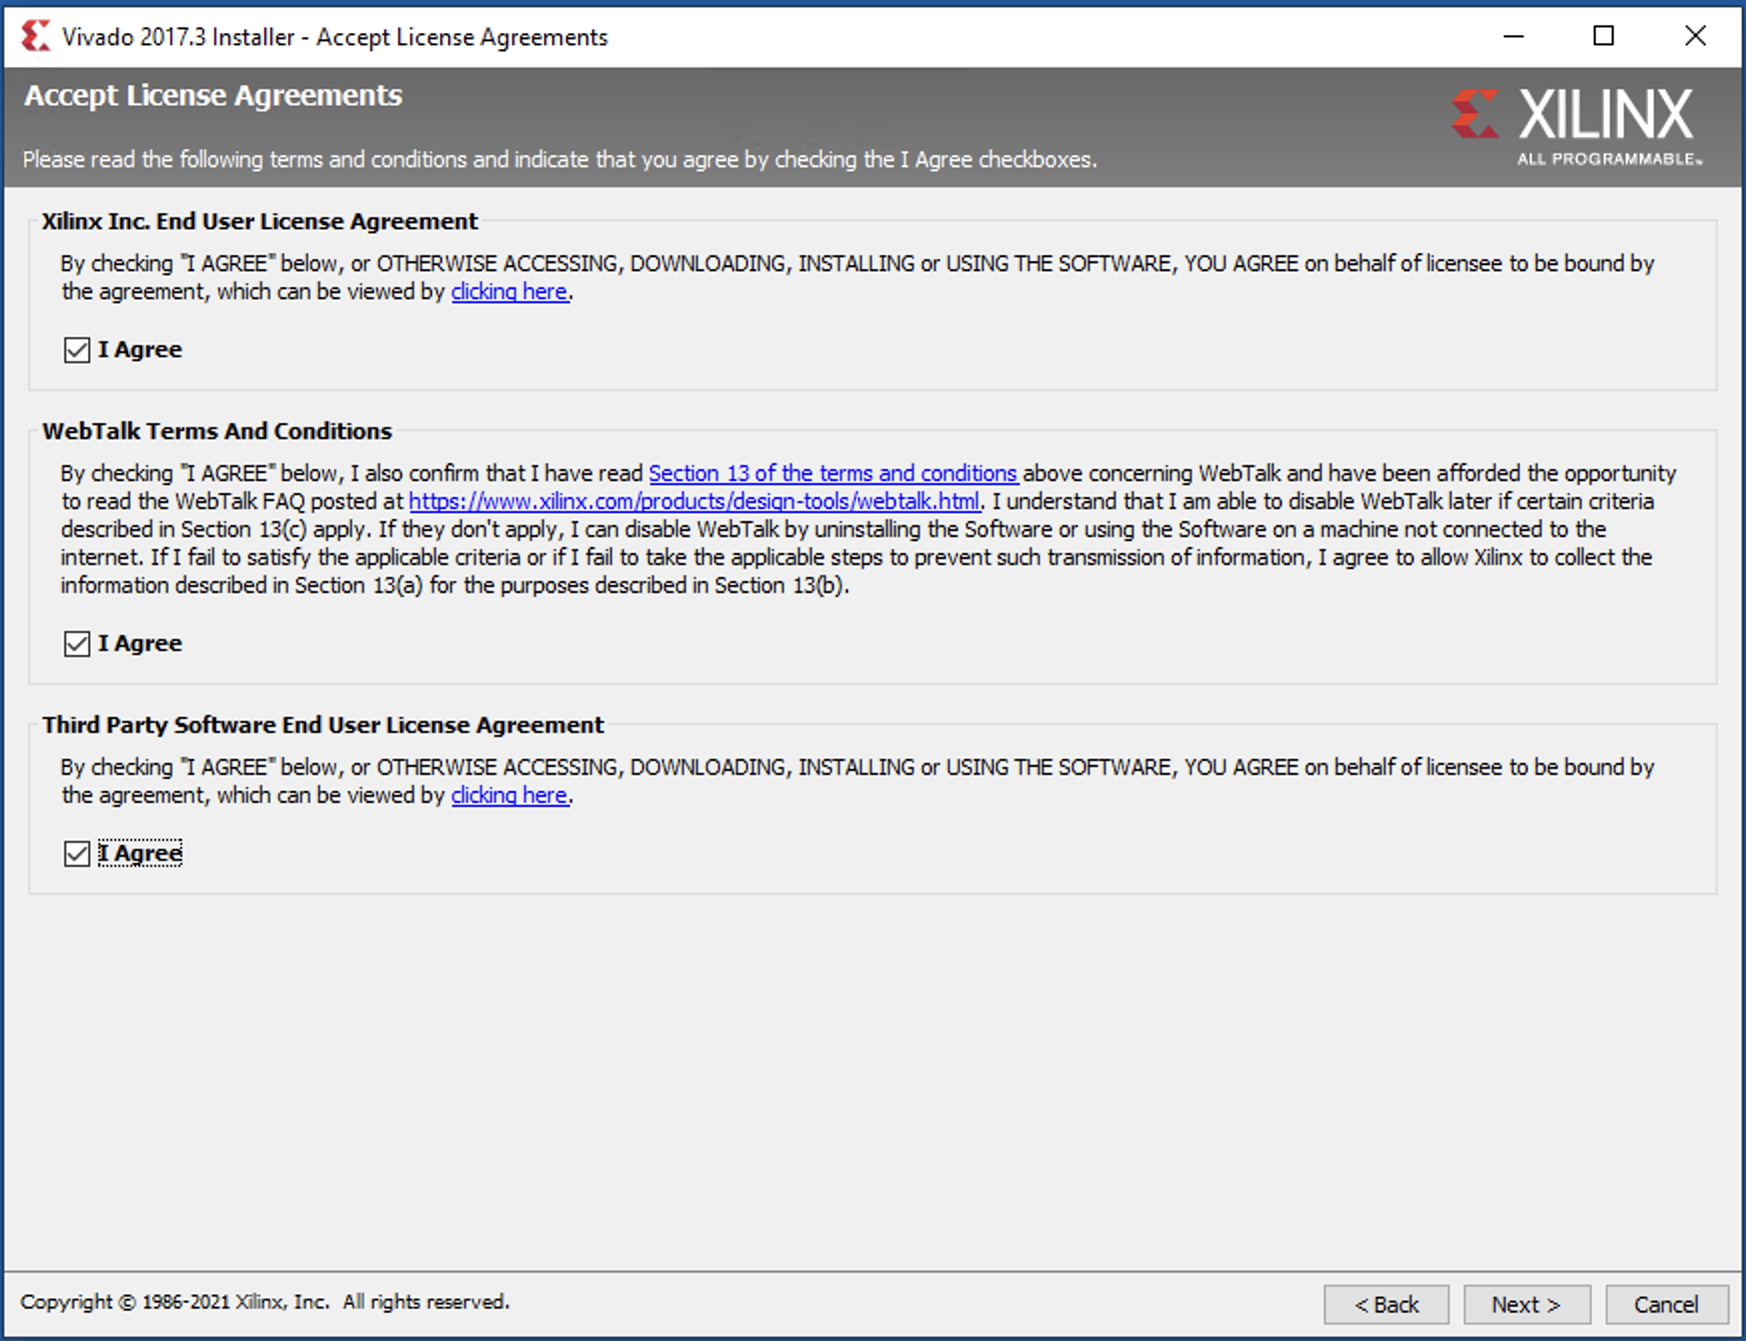 Vivado 2017.3 Installer - Accept License Agreements
Accept License Agreements
XILINX
ALL PROGRAMMABLE™
Please read the following terms and conditions and indicate that you agree by checking the I Agree checkboxes.
Xilinx Inc. End User License Agreement
By checking "I AGREE" below, or OTHERWISE ACCESSING, DOWNLOADING, INSTALLING or USING THE SOFTWARE, YOU AGREE on behalf of licensee to be bound by
the agreement, which can be viewed by clicking here.
I Agree
WebTalk Terms And Conditions
By checking "I AGREE" below, I also confirm that I have read Section 13 of the terms and conditions above concerning WebTalk and have been afforded the opportunity
to read the WebTalk FAQ posted at https://www.xilinx.com/products/design-tools/webtalk.html. I understand that I am able to disable WebTalk later if certain criteria
described in Section 13(c) apply. If they don't apply, I can disable WebTalk by uninstalling the Software or using the Software on a machine not connected to the
internet. If I fail to satisfy the applicable criteria or if I fail to take the applicable steps to prevent such transmission of information, I agree to allow Xilinx to collect the
information described in Section 13(a) for the purposes described in Section 13(b).
I Agree
Third Party Software End User License Agreement
By checking "I AGREE" below, or OTHERWISE ACCESSING, DOWNLOADING, INSTALLING or USING THE SOFTWARE, YOU AGREE on behalf of licensee to be bound by
the agreement, which can be viewed by clicking here.
I Agree
Copyright © 1986-2021 Xilinx, Inc. All rights reserved.
< Back
Next >
Cancel